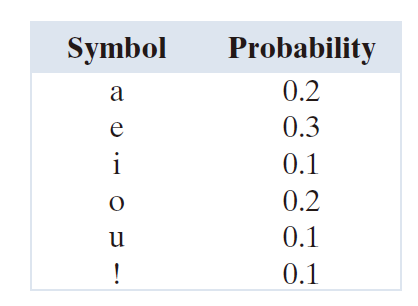 Symbol Probability
a 0.2
e 0.3
i 0.1
o 0.2
u 0.1
! 0.1